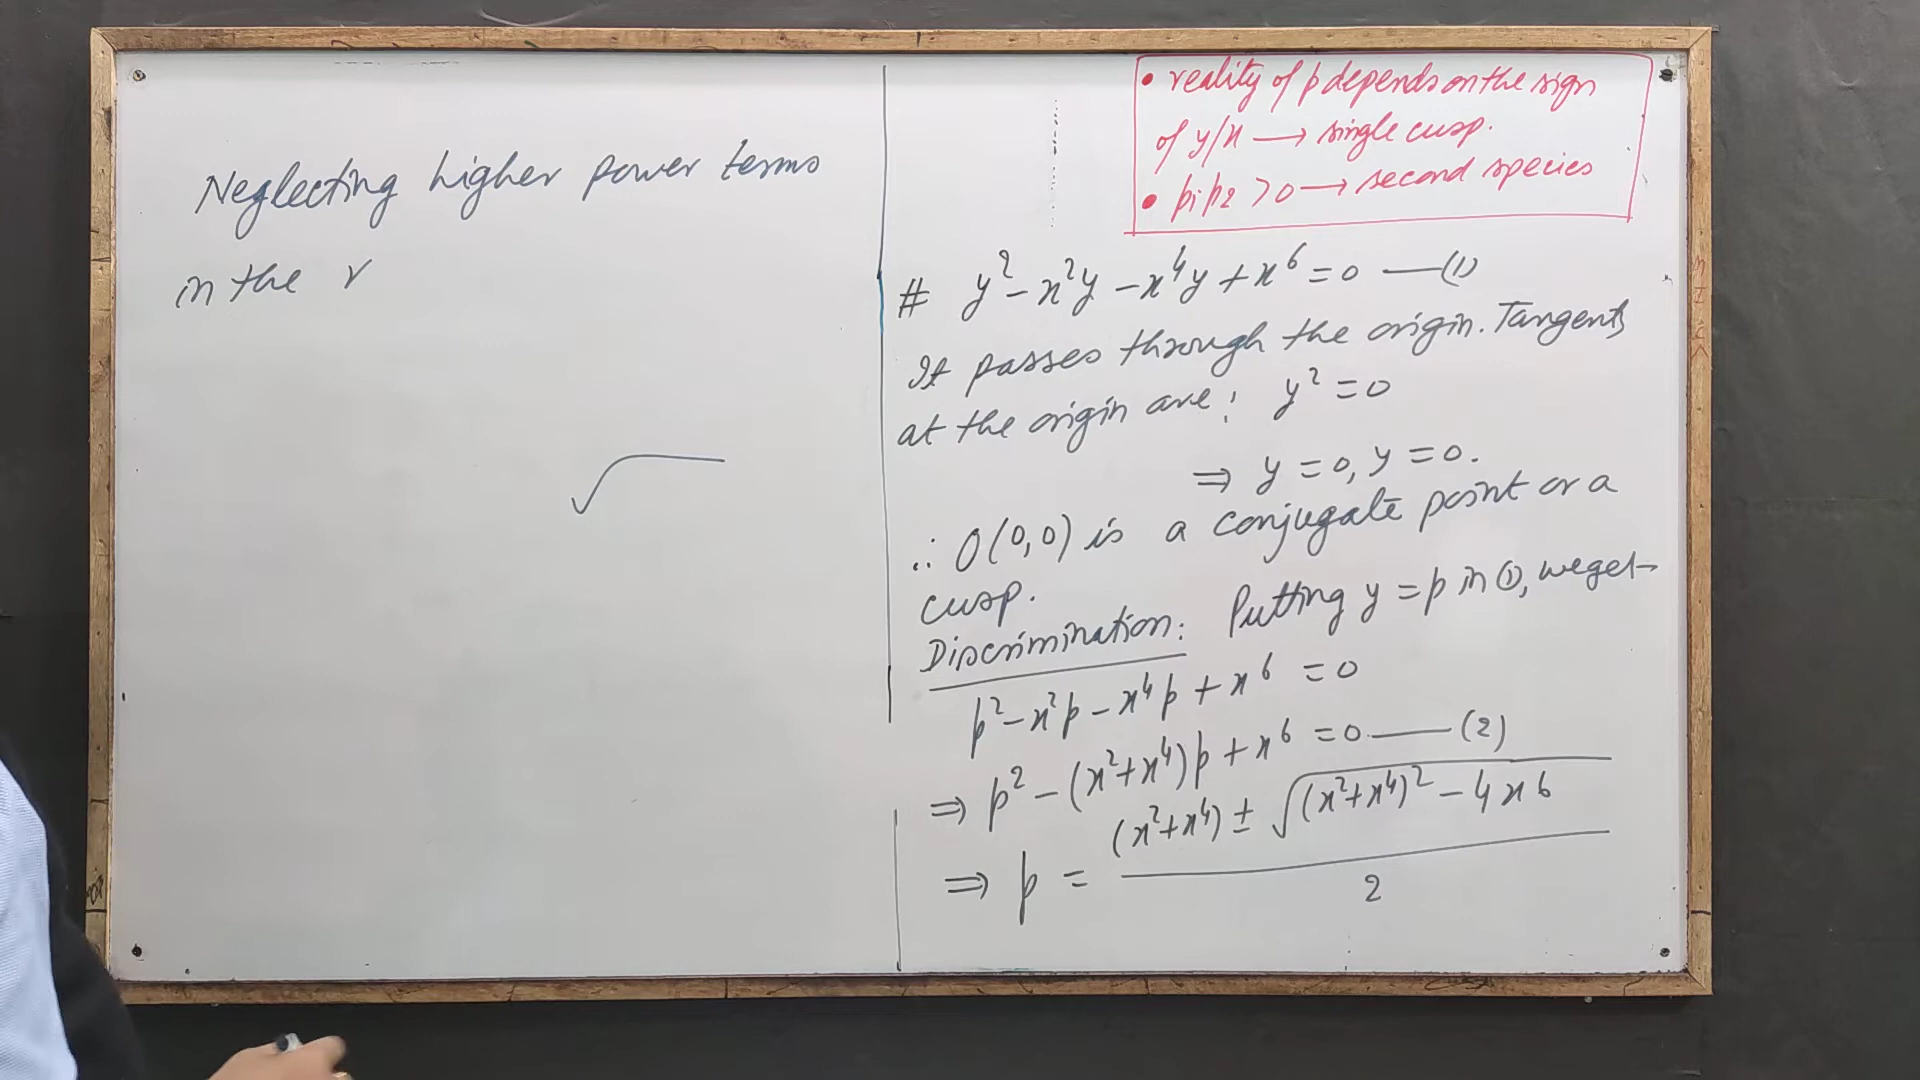 Neglecting higher power terms
in the r
√
• reality of p depends on the sign
of y/x → single cusp.
• p₁p₂ > 0 → second species
# y² - x²y - x⁴y + x⁶ = 0 —(1)
It passes through the origin. Tangents
at the origin are: y² = 0
⇒ y = 0, y = 0.
∴ O(0,0) is a conjugate point or a
cusp.
Discrimination: Putting y = p in ①, we get-
p² - x²p - x⁴p + x⁶ = 0
⇒ p² - (x²+x⁴)p + x⁶ = 0 —(2)
⇒ p = (x²+x⁴) ± √(x²+x⁴)² - 4x⁶
2